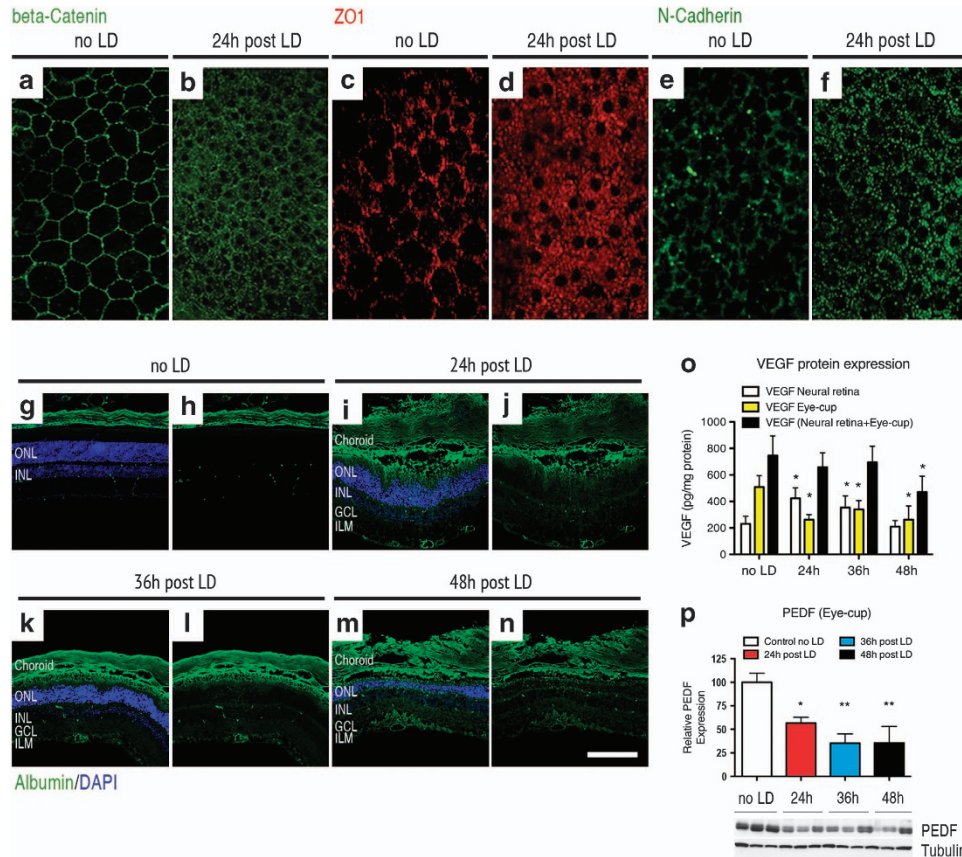 beta-Catenin ZO1 N-Cadherin
no LD 24h post LD no LD 24h post LD no LD 24h post LD
a b c d e f
no LD 24h post LD
g h i j
ONL
INL
Choroid
ONL
INL
GCL
ILM
36h post LD 48h post LD
k l m n
Choroid
ONL
INL
GCL
ILM
Choroid
ONL
INL
GCL
ILM
Albumin/DAPI
o VEGF protein expression
VEGF Neural retina
VEGF Eye-cup
VEGF (Neural retina+Eye-cup)
VEGF (pg/mg protein)
1000
800
600
400
200
0
* * * * * *
no LD 24h 36h 48h
p PEDF (Eye-cup)
Control no LD 36h post LD
24h post LD 48h post LD
Relative PEDF
Expression
125
100
75
50
25
0
* ** **
no LD 24h 36h 48h
PEDF
Tubulin